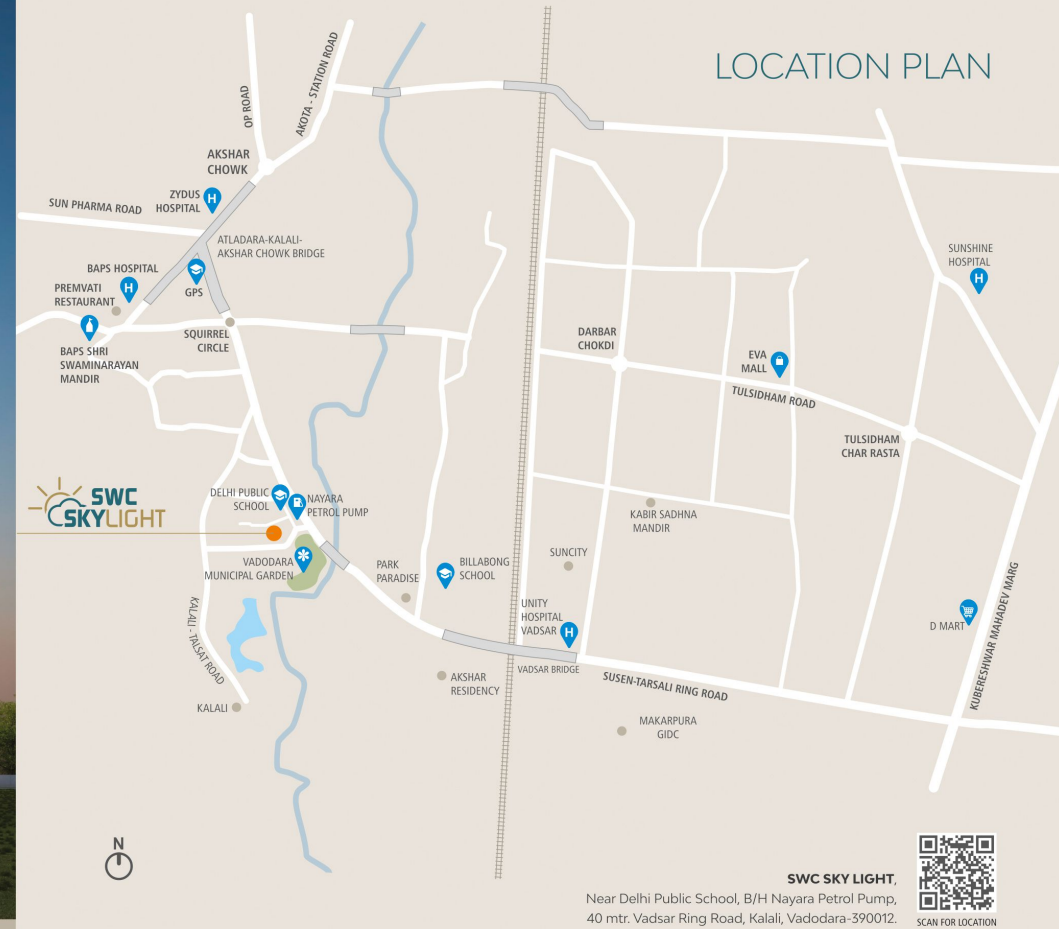 LOCATION PLAN
OP ROAD
AKOTA - STATION ROAD
AKSHAR
CHOWK
ZYDUS
HOSPITAL
H
SUN PHARMA ROAD
ATLADARA-KALALI-
AKSHAR CHOWK BRIDGE
BAPS HOSPITAL
H
GPS
PREMVATI
RESTAURANT
SQUIRREL
CIRCLE
BAPS SHRI
SWAMINARAYAN
MANDIR
SUNSHINE
HOSPITAL
H
DARBAR
CHOKDI
EVA
MALL
TULSIDHAM ROAD
TULSIDHAM
CHAR RASTA
SWC
SKYLIGHT
DELHI PUBLIC
SCHOOL
NAYARA
PETROL PUMP
VADODARA
MUNICIPAL GARDEN
PARK
PARADISE
BILLABONG
SCHOOL
KABIR SADHNA
MANDIR
SUNCITY
UNITY
HOSPITAL
VADSAR
H
D MART
KUBERESHWAR MAHADEV MARG
KALALI - TALSAT ROAD
VADSAR BRIDGE
SUSEN-TARSALI RING ROAD
AKSHAR
RESIDENCY
KALALI
MAKARPURA
GIDC
N
SWC SKY LIGHT,
Near Delhi Public School, B/H Nayara Petrol Pump,
40 mtr. Vadsar Ring Road, Kalali, Vadodara-390012.
SCAN FOR LOCATION